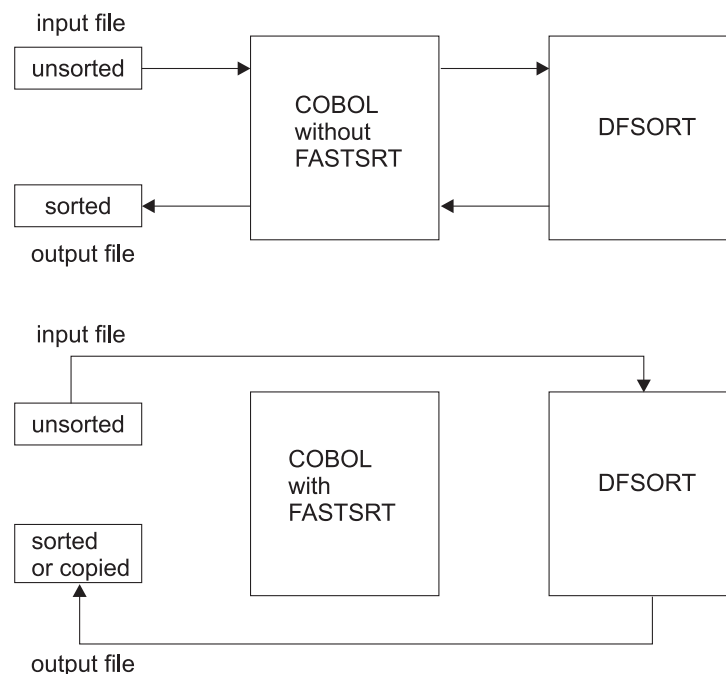 input file
unsorted
COBOL
without
FASTSRT
DFSORT
sorted
output file
input file
unsorted
COBOL
with
FASTSRT
DFSORT
sorted
or copied
output file